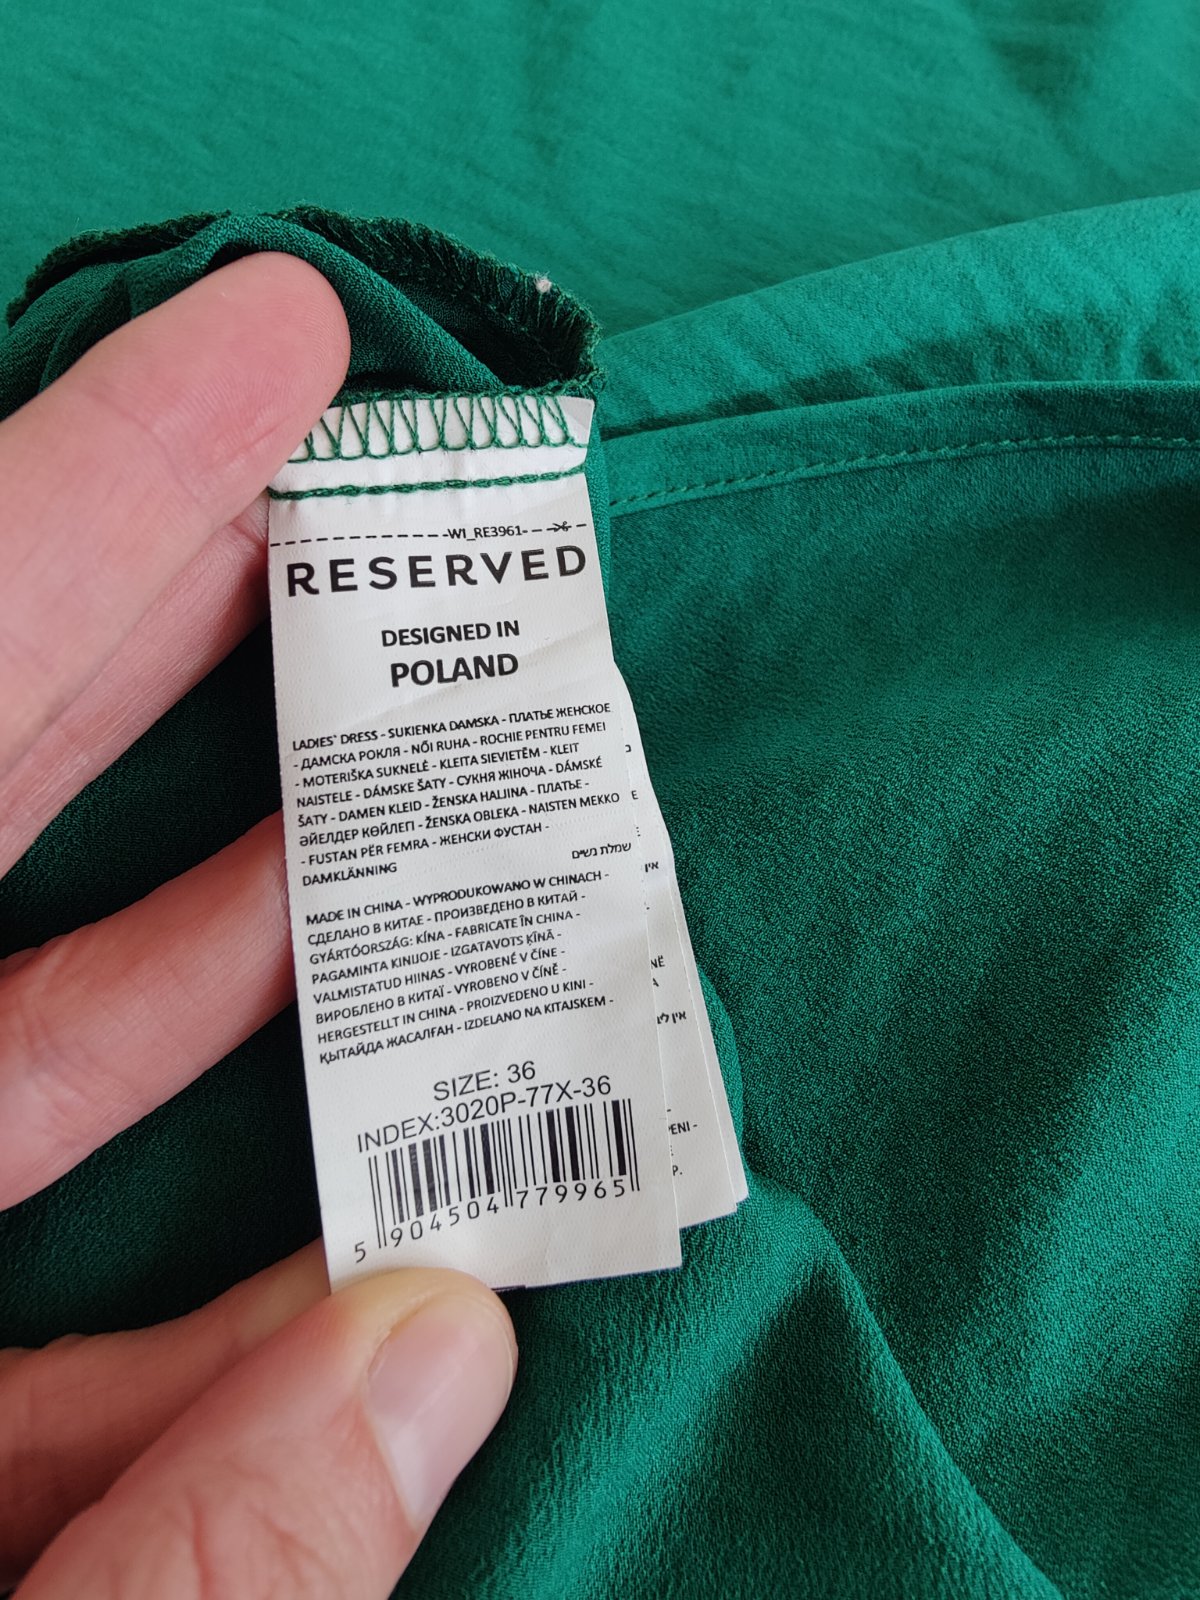 WI_RE3961
RESERVED
DESIGNED IN
POLAND
LADIES` DRESS - SUKIENKA DAMSKA - ПЛАТЬЕ ЖЕНСКОЕ
- ДАМСКА РОКЛЯ - NŐI RUHA - ROCHIE PENTRU FEMEI
- MOTERIŠKA SUKNELĖ - KLEITA SIEVIETĒM - KLEIT
NAISTELE - DÁMSKE ŠATY - СУКНЯ ЖІНОЧА - DÁMSKÉ
ŠATY - DAMEN KLEID - ŽENSKA HALJINA - ПЛАТЬЕ -
ӘЙЕЛДЕР КӨЙЛЕГІ - ŽENSKA OBLEKA - NAISTEN MEKKO
- FUSTAN PËR FEMRA - ЖЕНСКИ ФУСТАН -
DAMKLÄNNING
שמלת נשים
MADE IN CHINA - WYPRODUKOWANO W CHINACH -
СДЕЛАНО В КИТАЕ - ПРОИЗВЕДЕНО В КИТАЙ -
GYÁRTÓORSZÁG: KÍNA - FABRICATE ÎN CHINA -
PAGAMINTA KINIJOJE - IZGATAVOTS ĶĪNĀ -
VALMISTATUD HIINAS - VYROBENÉ V ČÍNE -
ВИРОБЛЕНО В КИТАЇ - VYROBENO V ČÍNĚ -
HERGESTELLT IN CHINA - PROIZVEDENO U KINI -
ҚЫТАЙДА ЖАСАЛҒАН - IZDELANO NA KITAJSKEM -
SIZE: 36
INDEX:3020P-77X-36
5 904504 779965